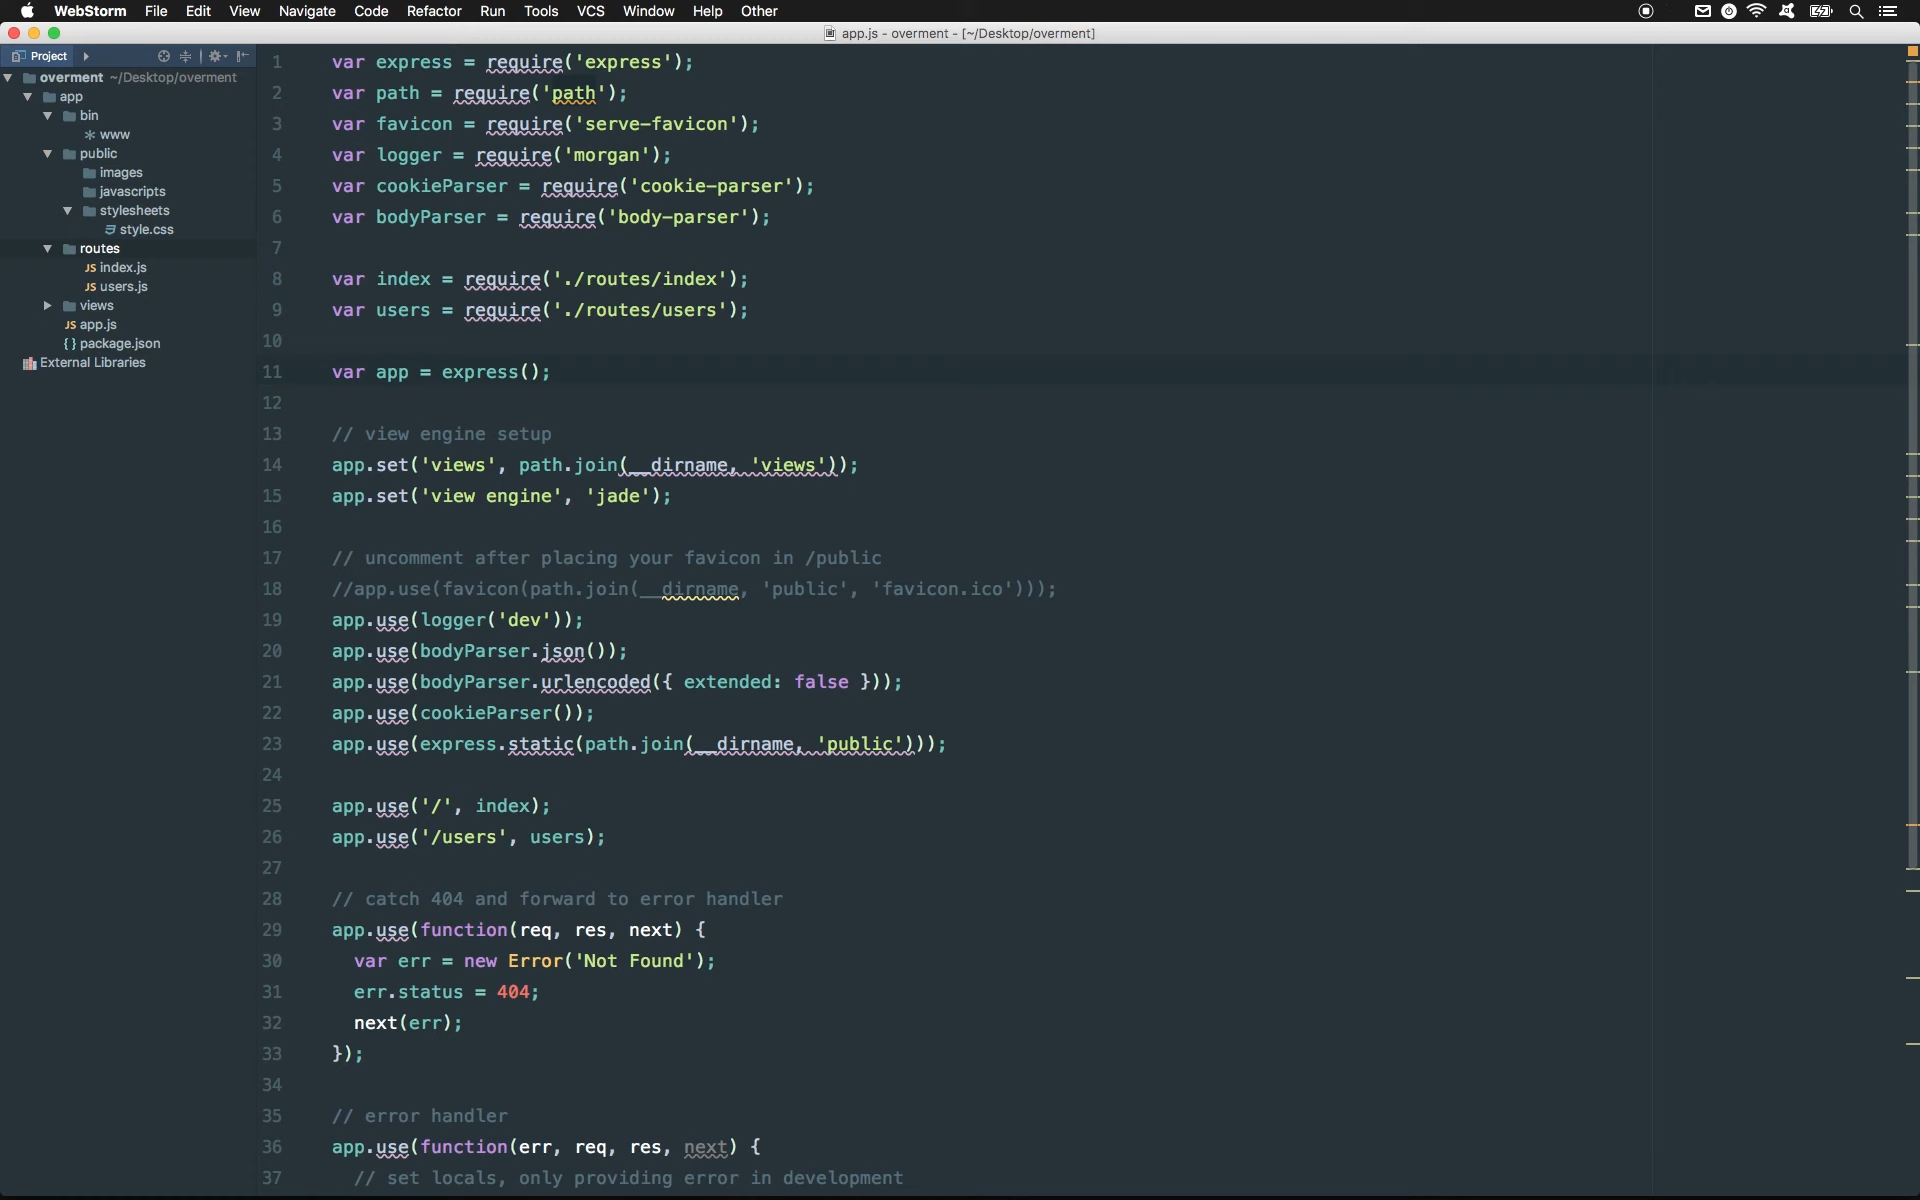 WebStorm File Edit View Navigate Code Refactor Run Tools VCS Window Help Other
app.js - overment - [~/Desktop/overment]
Project
overment ~/Desktop/overment
app
bin
www
public
images
javascripts
stylesheets
style.css
routes
JS index.js
JS users.js
views
JS app.js
{} package.json
External Libraries
1 var express = require('express');
2 var path = require('path');
3 var favicon = require('serve-favicon');
4 var logger = require('morgan');
5 var cookieParser = require('cookie-parser');
6 var bodyParser = require('body-parser');
7
8 var index = require('./routes/index');
9 var users = require('./routes/users');
10
11 var app = express();
12
13 // view engine setup
14 app.set('views', path.join(__dirname, 'views'));
15 app.set('view engine', 'jade');
16
17 // uncomment after placing your favicon in /public
18 //app.use(favicon(path.join(__dirname, 'public', 'favicon.ico')));
19 app.use(logger('dev'));
20 app.use(bodyParser.json());
21 app.use(bodyParser.urlencoded({ extended: false }));
22 app.use(cookieParser());
23 app.use(express.static(path.join(__dirname, 'public')));
24
25 app.use('/', index);
26 app.use('/users', users);
27
28 // catch 404 and forward to error handler
29 app.use(function(req, res, next) {
30 var err = new Error('Not Found');
31 err.status = 404;
32 next(err);
33 });
34
35 // error handler
36 app.use(function(err, req, res, next) {
37 // set locals, only providing error in development